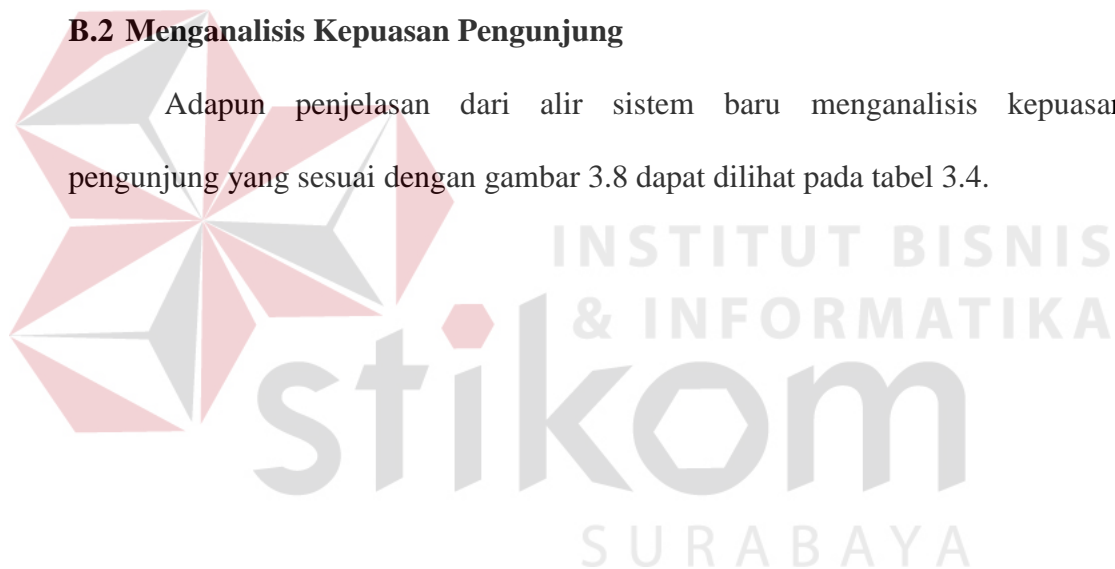 B.2 Menganalisis Kepuasan Pengunjung
Adapun penjelasan dari alir sistem baru menganalisis kepuasan
pengunjung yang sesuai dengan gambar 3.8 dapat dilihat pada tabel 3.4.
INSTITUT BISNIS
& INFORMATIKA
stikom
SURABAYA